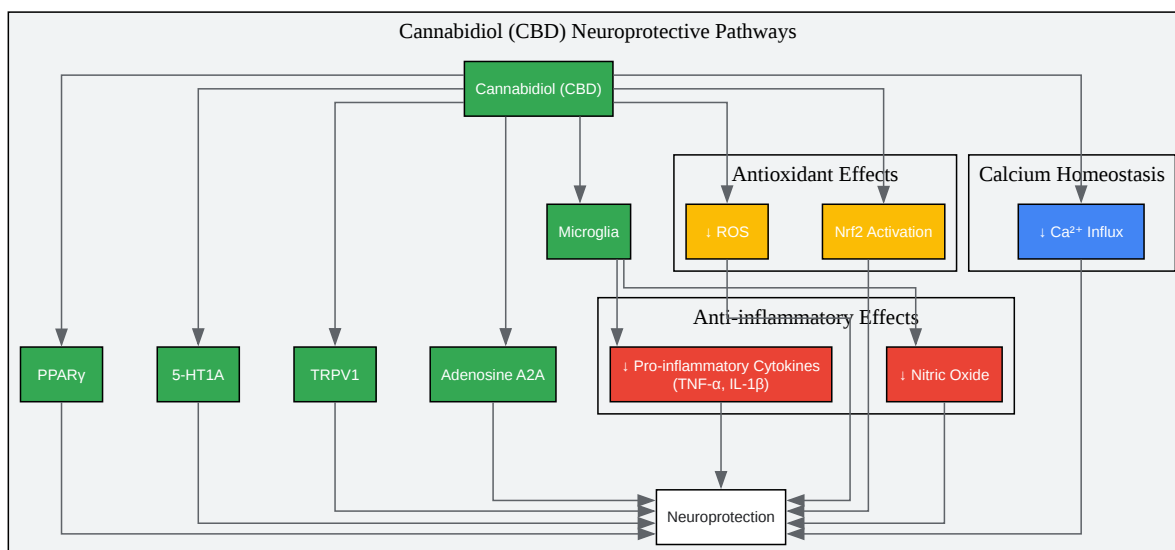 Cannabidiol (CBD) Neuroprotective Pathways
Cannabidiol (CBD)
Antioxidant Effects
Calcium Homeostasis
Microglia
↓ ROS
Nrf2 Activation
↓ Ca²⁺ Influx
Anti-inflammatory Effects
PPARγ
5-HT1A
TRPV1
Adenosine A2A
↓ Pro-inflammatory Cytokines
(TNF-α, IL-1β)
↓ Nitric Oxide
Neuroprotection